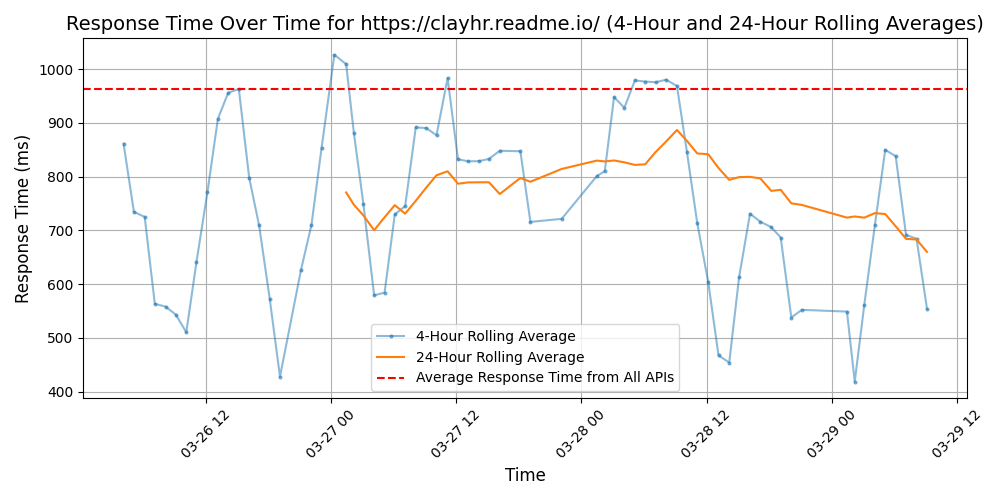 Response Time Over Time for https://clayhr.readme.io/ (4-Hour and 24-Hour Rolling Averages)
Response Time (ms)
1000
900
800
700
600
500
400
4-Hour Rolling Average
24-Hour Rolling Average
Average Response Time from All APIs
03-26 12
03-27 00
03-27 12
03-28 00
03-28 12
03-29 00
03-29 12
Time